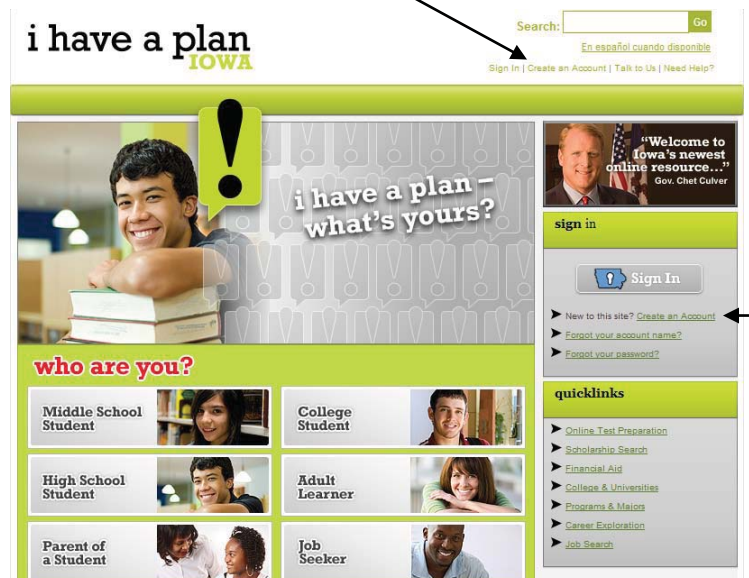 i have a plan
IOWA
Search:
Go
En español cuando disponible
Sign In | Create an Account | Talk to Us | Need Help?
i have a plan –
what's yours?
"Welcome to
Iowa's newest
online resource..."
Gov. Chet Culver
sign in
Sign In
New to this site? Create an Account
Forgot your account name?
Forgot your password?
who are you?
Middle School
Student
College
Student
High School
Student
Adult
Learner
Parent of
a Student
Job
Seeker
quicklinks
Online Test Preparation
Scholarship Search
Financial Aid
College & Universities
Programs & Majors
Career Exploration
Job Search